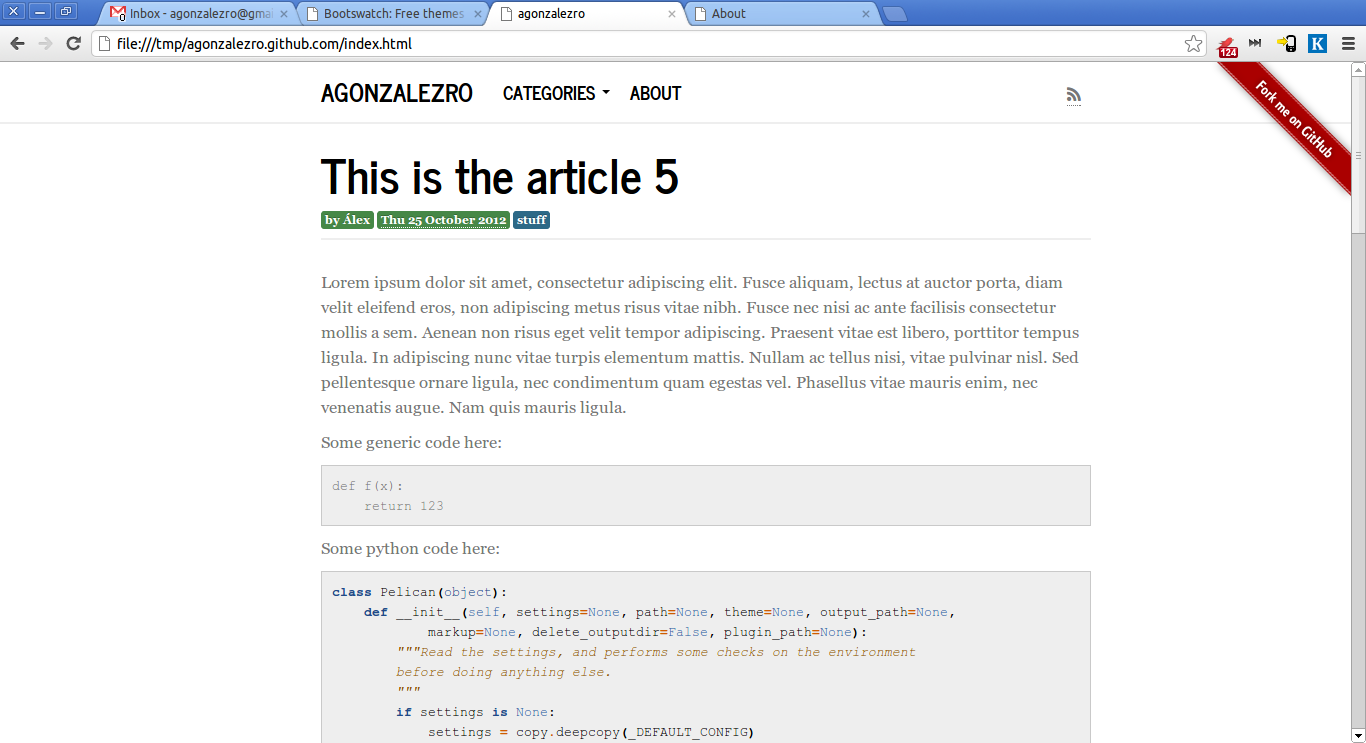 Inbox - agonzalezro@gmai
Bootswatch: Free themes
agonzalezro
About
file:///tmp/agonzalezro.github.com/index.html
124
K
AGONZALEZRO CATEGORIES ABOUT
Fork me on GitHub
This is the article 5
by Álex Thu 25 October 2012 stuff
Lorem ipsum dolor sit amet, consectetur adipiscing elit. Fusce aliquam, lectus at auctor porta, diam
velit eleifend eros, non adipiscing metus risus vitae nibh. Fusce nec nisi ac ante facilisis consectetur
mollis a sem. Aenean non risus eget velit tempor adipiscing. Praesent vitae est libero, porttitor tempus
ligula. In adipiscing nunc vitae turpis elementum mattis. Nullam ac tellus nisi, vitae pulvinar nisl. Sed
pellentesque ornare ligula, nec condimentum quam egestas vel. Phasellus vitae mauris enim, nec
venenatis augue. Nam quis mauris ligula.
Some generic code here:
def f(x):
    return 123
Some python code here:
class Pelican(object):
    def __init__(self, settings=None, path=None, theme=None, output_path=None,
            markup=None, delete_outputdir=False, plugin_path=None):
        """Read the settings, and performs some checks on the environment
        before doing anything else.
        """
        if settings is None:
            settings = copy.deepcopy(_DEFAULT_CONFIG)